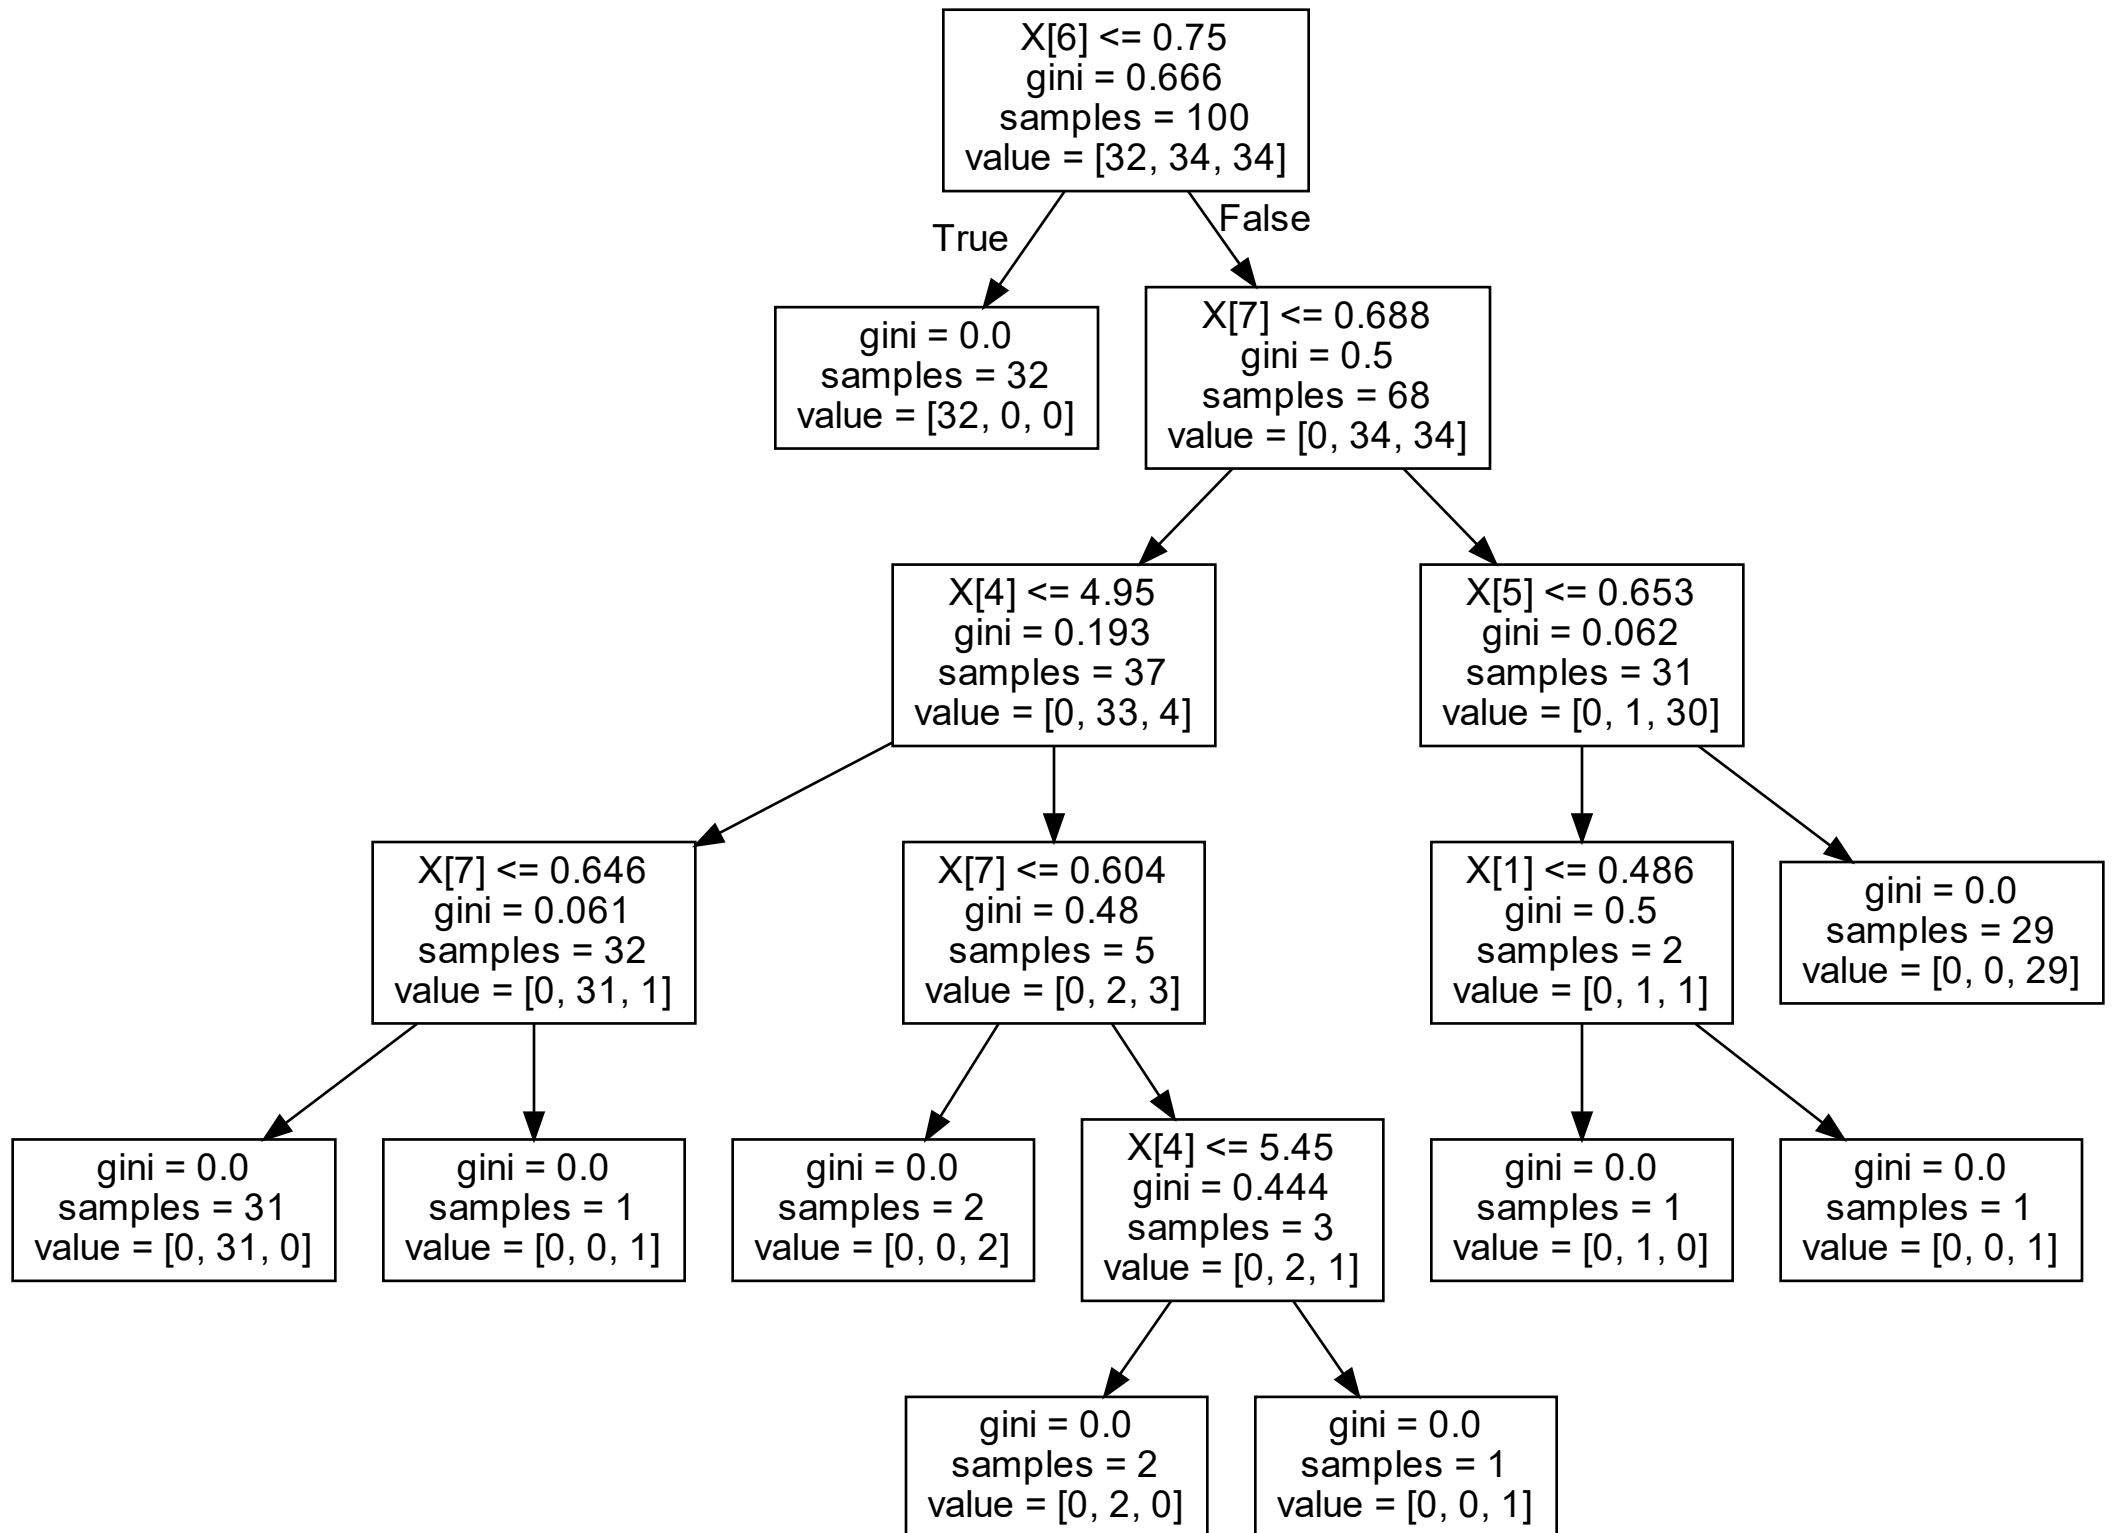 X[6] <= 0.75
gini = 0.666
samples = 100
value = [32, 34, 34]
True
False
gini = 0.0
samples = 32
value = [32, 0, 0]
X[7] <= 0.688
gini = 0.5
samples = 68
value = [0, 34, 34]
X[4] <= 4.95
gini = 0.193
samples = 37
value = [0, 33, 4]
X[5] <= 0.653
gini = 0.062
samples = 31
value = [0, 1, 30]
X[7] <= 0.646
gini = 0.061
samples = 32
value = [0, 31, 1]
X[7] <= 0.604
gini = 0.48
samples = 5
value = [0, 2, 3]
X[1] <= 0.486
gini = 0.5
samples = 2
value = [0, 1, 1]
gini = 0.0
samples = 29
value = [0, 0, 29]
gini = 0.0
samples = 31
value = [0, 31, 0]
gini = 0.0
samples = 1
value = [0, 0, 1]
gini = 0.0
samples = 2
value = [0, 0, 2]
X[4] <= 5.45
gini = 0.444
samples = 3
value = [0, 2, 1]
gini = 0.0
samples = 1
value = [0, 1, 0]
gini = 0.0
samples = 1
value = [0, 0, 1]
gini = 0.0
samples = 2
value = [0, 2, 0]
gini = 0.0
samples = 1
value = [0, 0, 1]